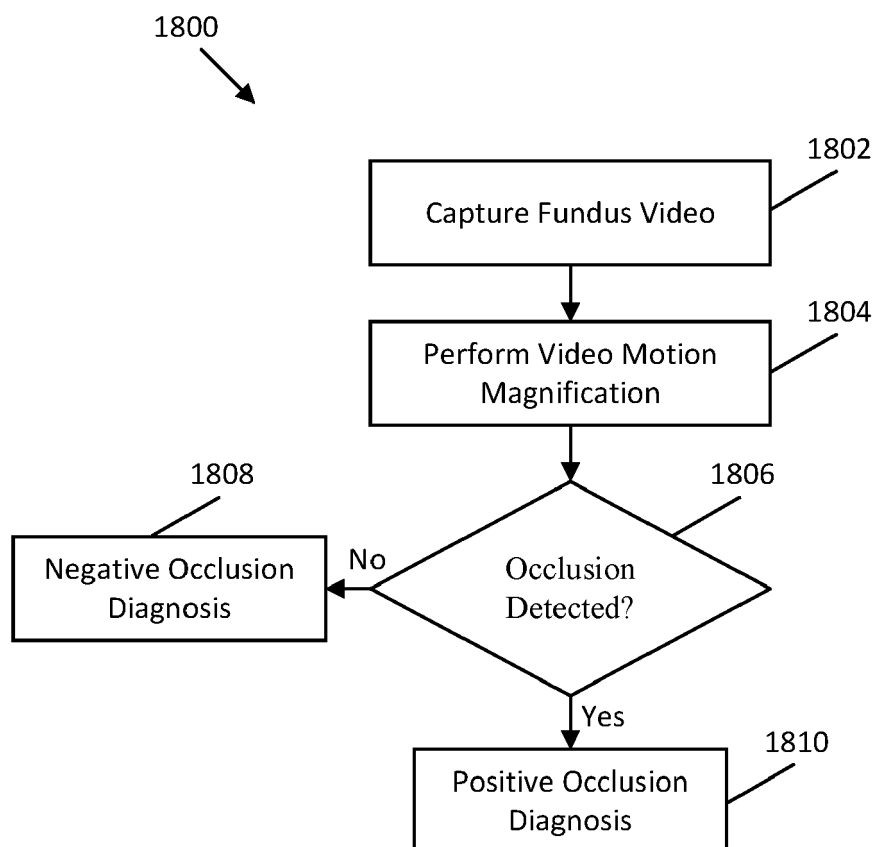 1800
1802
Capture Fundus Video
1804
Perform Video Motion
Magnification
1806
Occlusion
Detected?
No
1808
Negative Occlusion
Diagnosis
Yes
1810
Positive Occlusion
Diagnosis